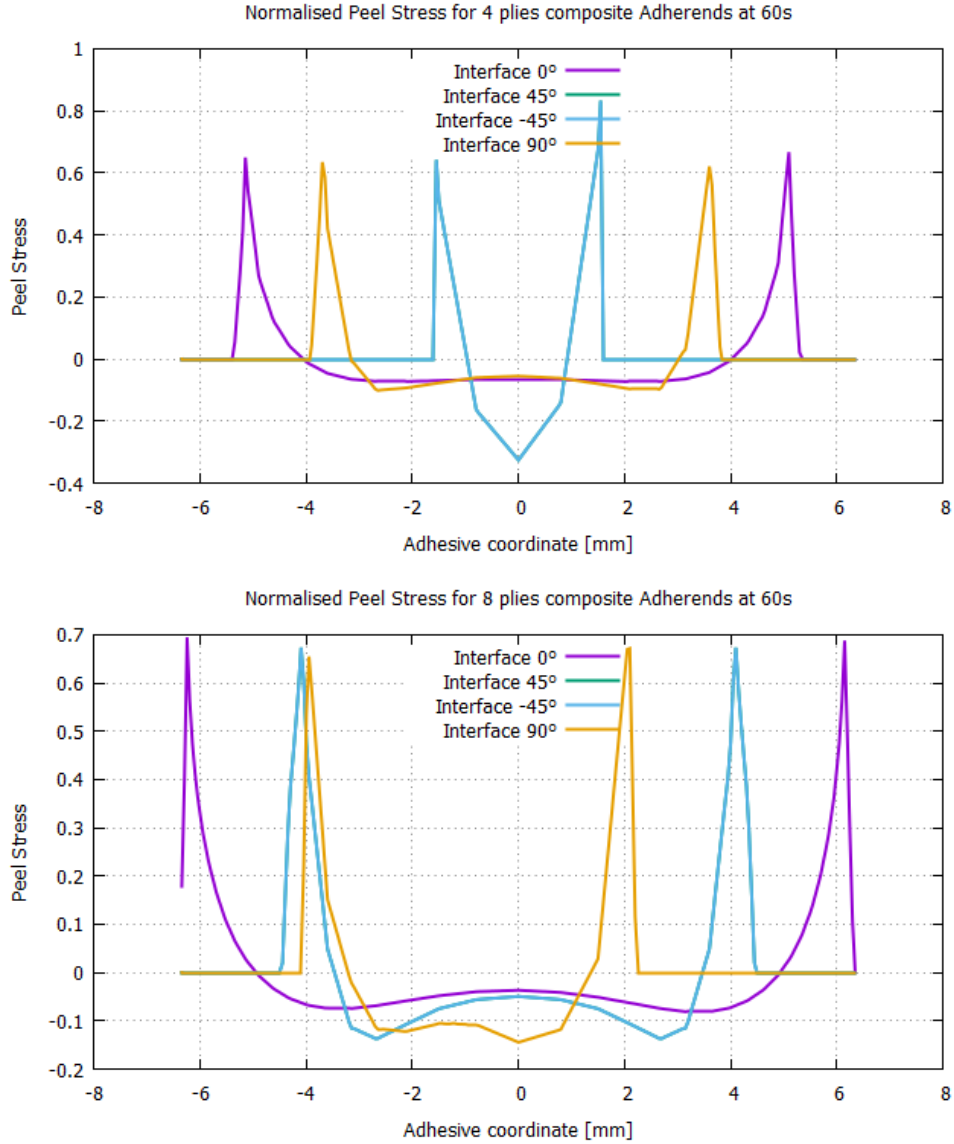 Normalised Peel Stress for 4 plies composite Adherends at 60s
1
0.8
0.6
0.4
0.2
0
-0.2
-0.4
Peel Stress
Interface 0º
Interface 45º
Interface -45º
Interface 90º
-8 -6 -4 -2 0 2 4 6 8
Adhesive coordinate [mm]
Normalised Peel Stress for 8 plies composite Adherends at 60s
0.7
0.6
0.5
0.4
0.3
0.2
0.1
0
-0.1
-0.2
Peel Stress
Interface 0º
Interface 45º
Interface -45º
Interface 90º
-8 -6 -4 -2 0 2 4 6 8
Adhesive coordinate [mm]